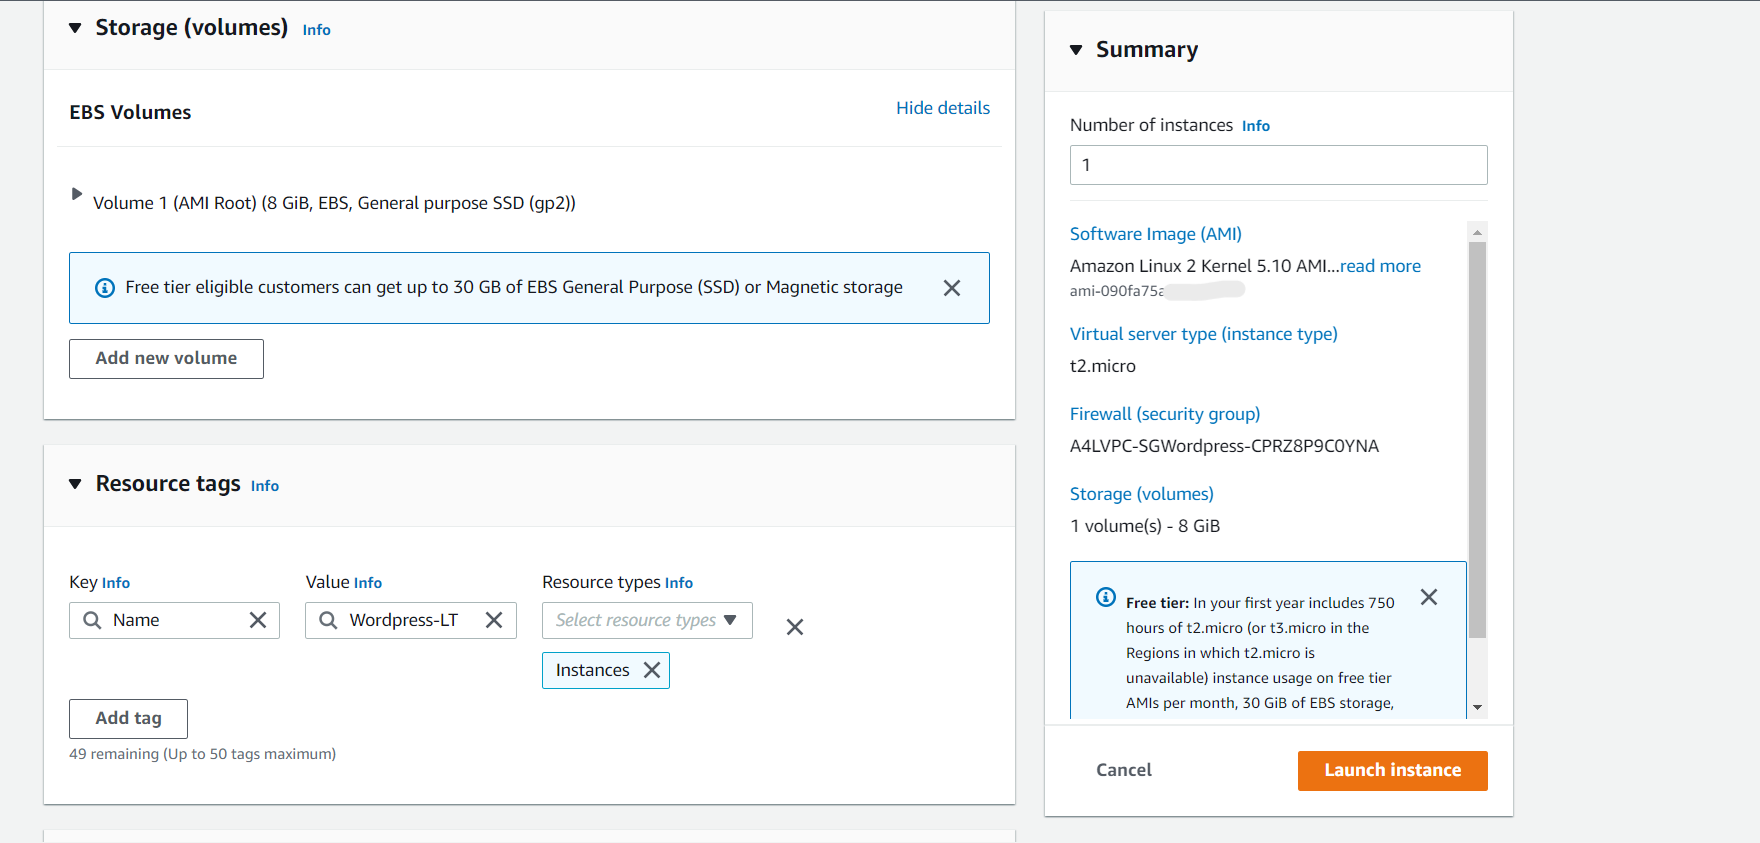 Storage (volumes) Info
EBS Volumes
Hide details
Volume 1 (AMI Root) (8 GiB, EBS, General purpose SSD (gp2))
Free tier eligible customers can get up to 30 GB of EBS General Purpose (SSD) or Magnetic storage
Add new volume
Resource tags Info
Key Info
Value Info
Resource types Info
Name
Wordpress-LT
Select resource types
Instances
Add tag
49 remaining (Up to 50 tags maximum)
Summary
Number of instances Info
1
Software Image (AMI)
Amazon Linux 2 Kernel 5.10 AMI...read more
ami-090fa75a
Virtual server type (instance type)
t2.micro
Firewall (security group)
A4LVPC-SGWordpress-CPRZ8P9C0YNA
Storage (volumes)
1 volume(s) - 8 GiB
Free tier: In your first year includes 750
hours of t2.micro (or t3.micro in the
Regions in which t2.micro is
unavailable) instance usage on free tier
AMIs per month, 30 GiB of EBS storage,
Cancel
Launch instance